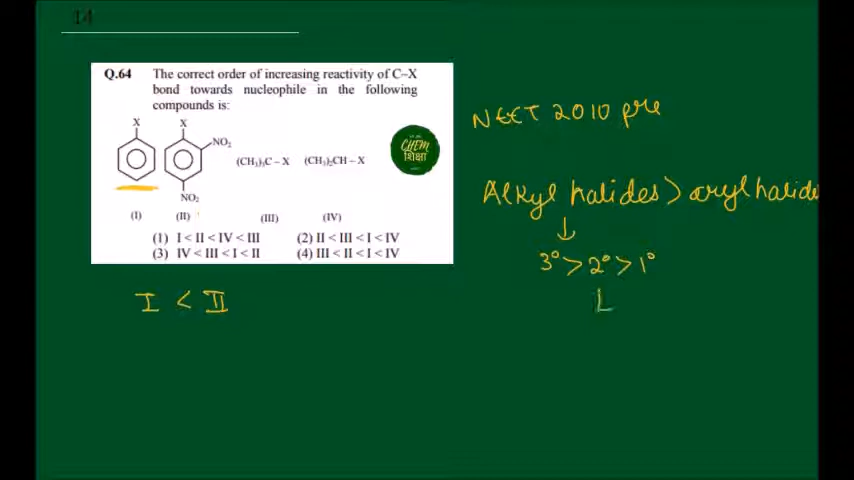 14
Q.64 The correct order of increasing reactivity of C–X
bond towards nucleophile in the following
compounds is:
X X
NO2
(CH3)3C – X (CH3)2CH – X
NO2
(I) (II) (III) (IV)
(1) I < II < IV < III (2) II < III < I < IV
(3) IV < III < I < II (4) III < II < I < IV
CHEM
शिक्षा
NEET 2010 pre
Alkyl halides > aryl halide
↓
3° > 2° > 1°
I < II